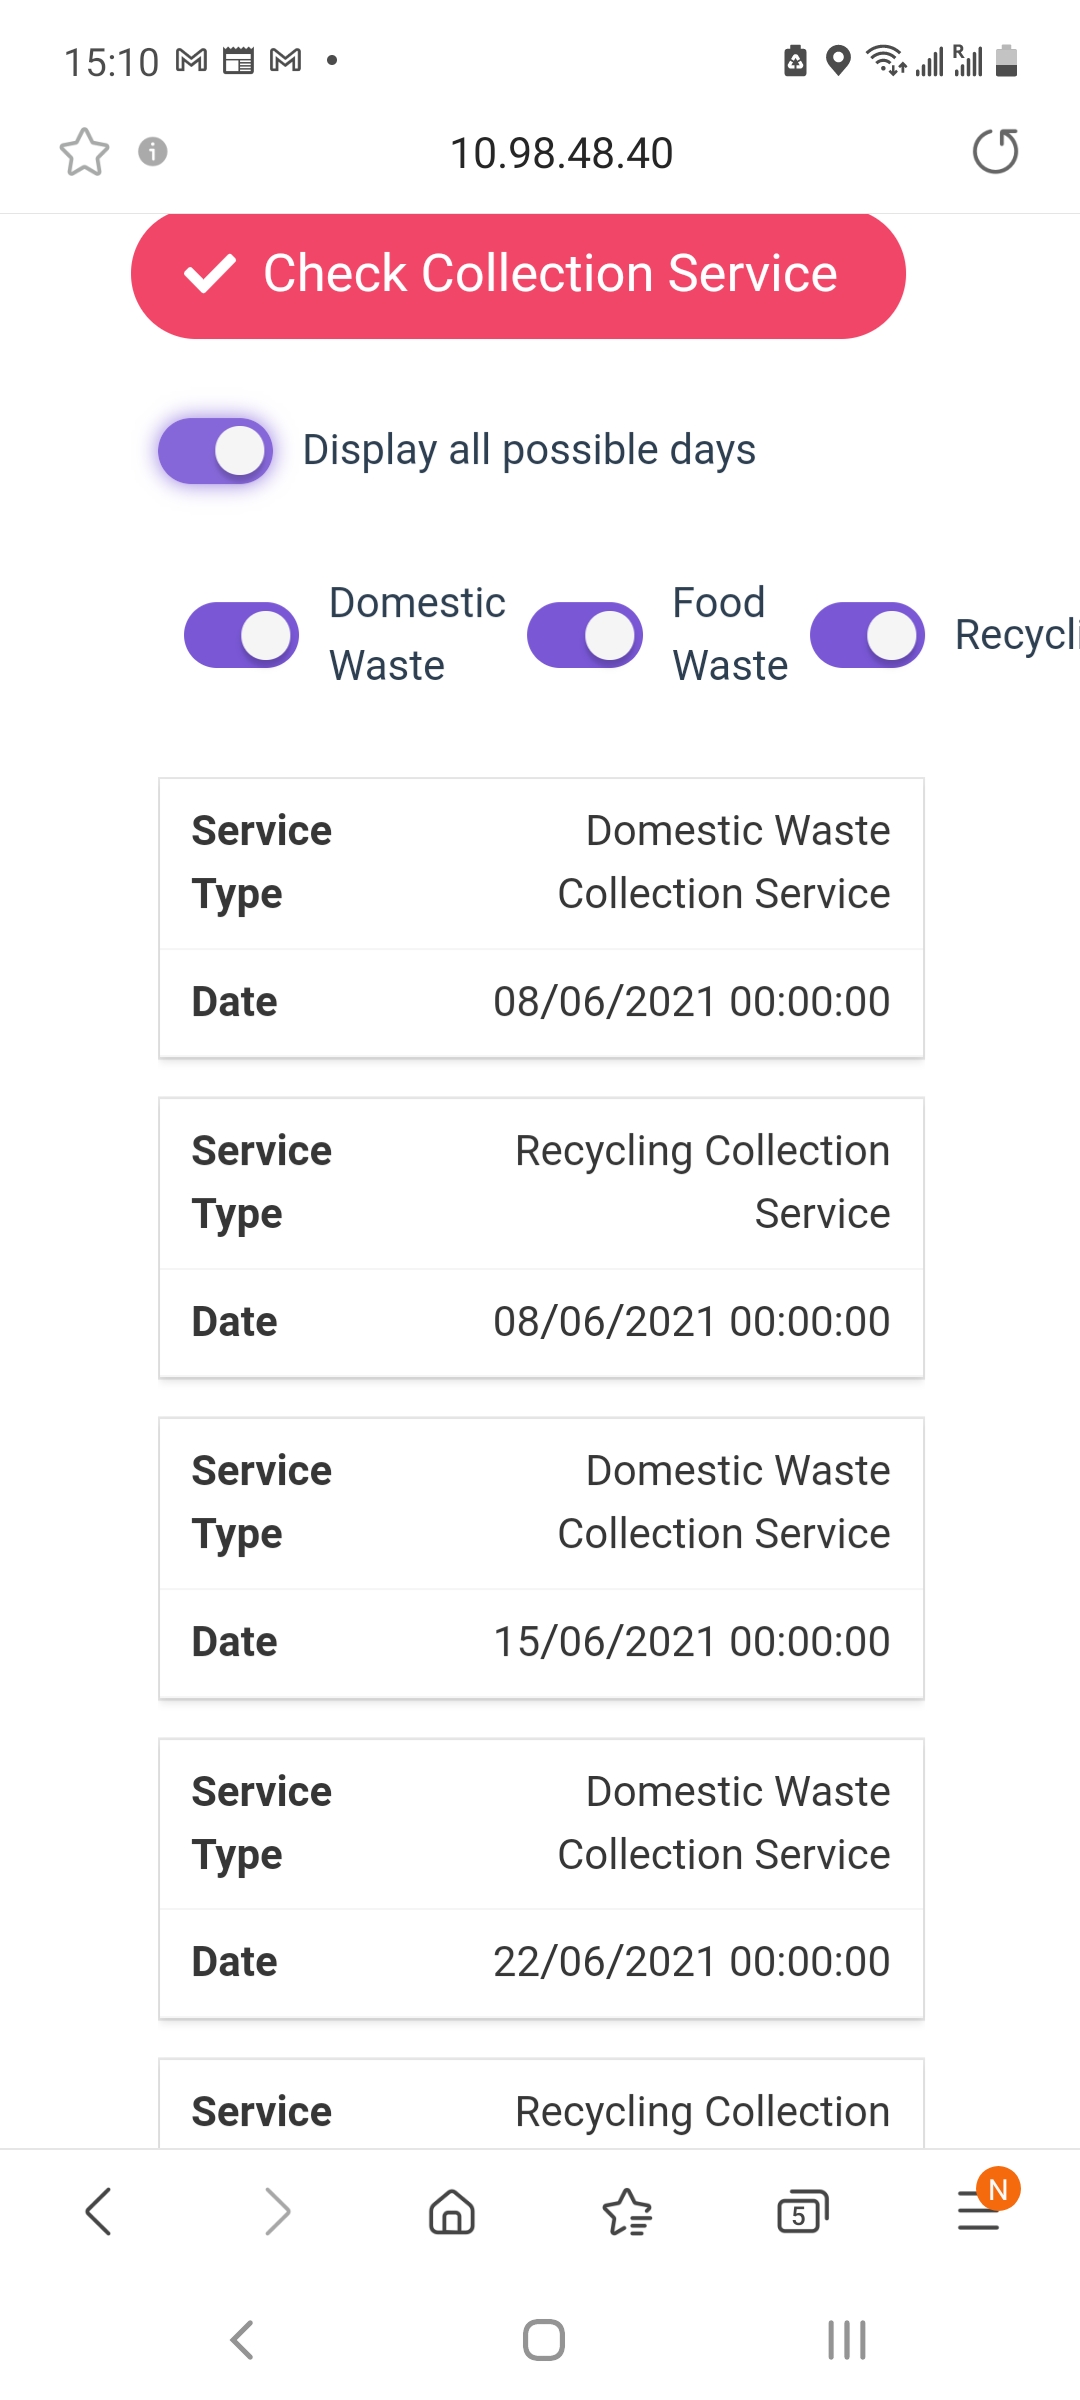 15:10
R
10.98.48.40
Check Collection Service
Display all possible days
Domestic Waste
Food Waste
Recycli
Service Type
Domestic Waste Collection Service
Date
08/06/2021 00:00:00
Service Type
Recycling Collection Service
Date
08/06/2021 00:00:00
Service Type
Domestic Waste Collection Service
Date
15/06/2021 00:00:00
Service Type
Domestic Waste Collection Service
Date
22/06/2021 00:00:00
Service
Recycling Collection
5
N